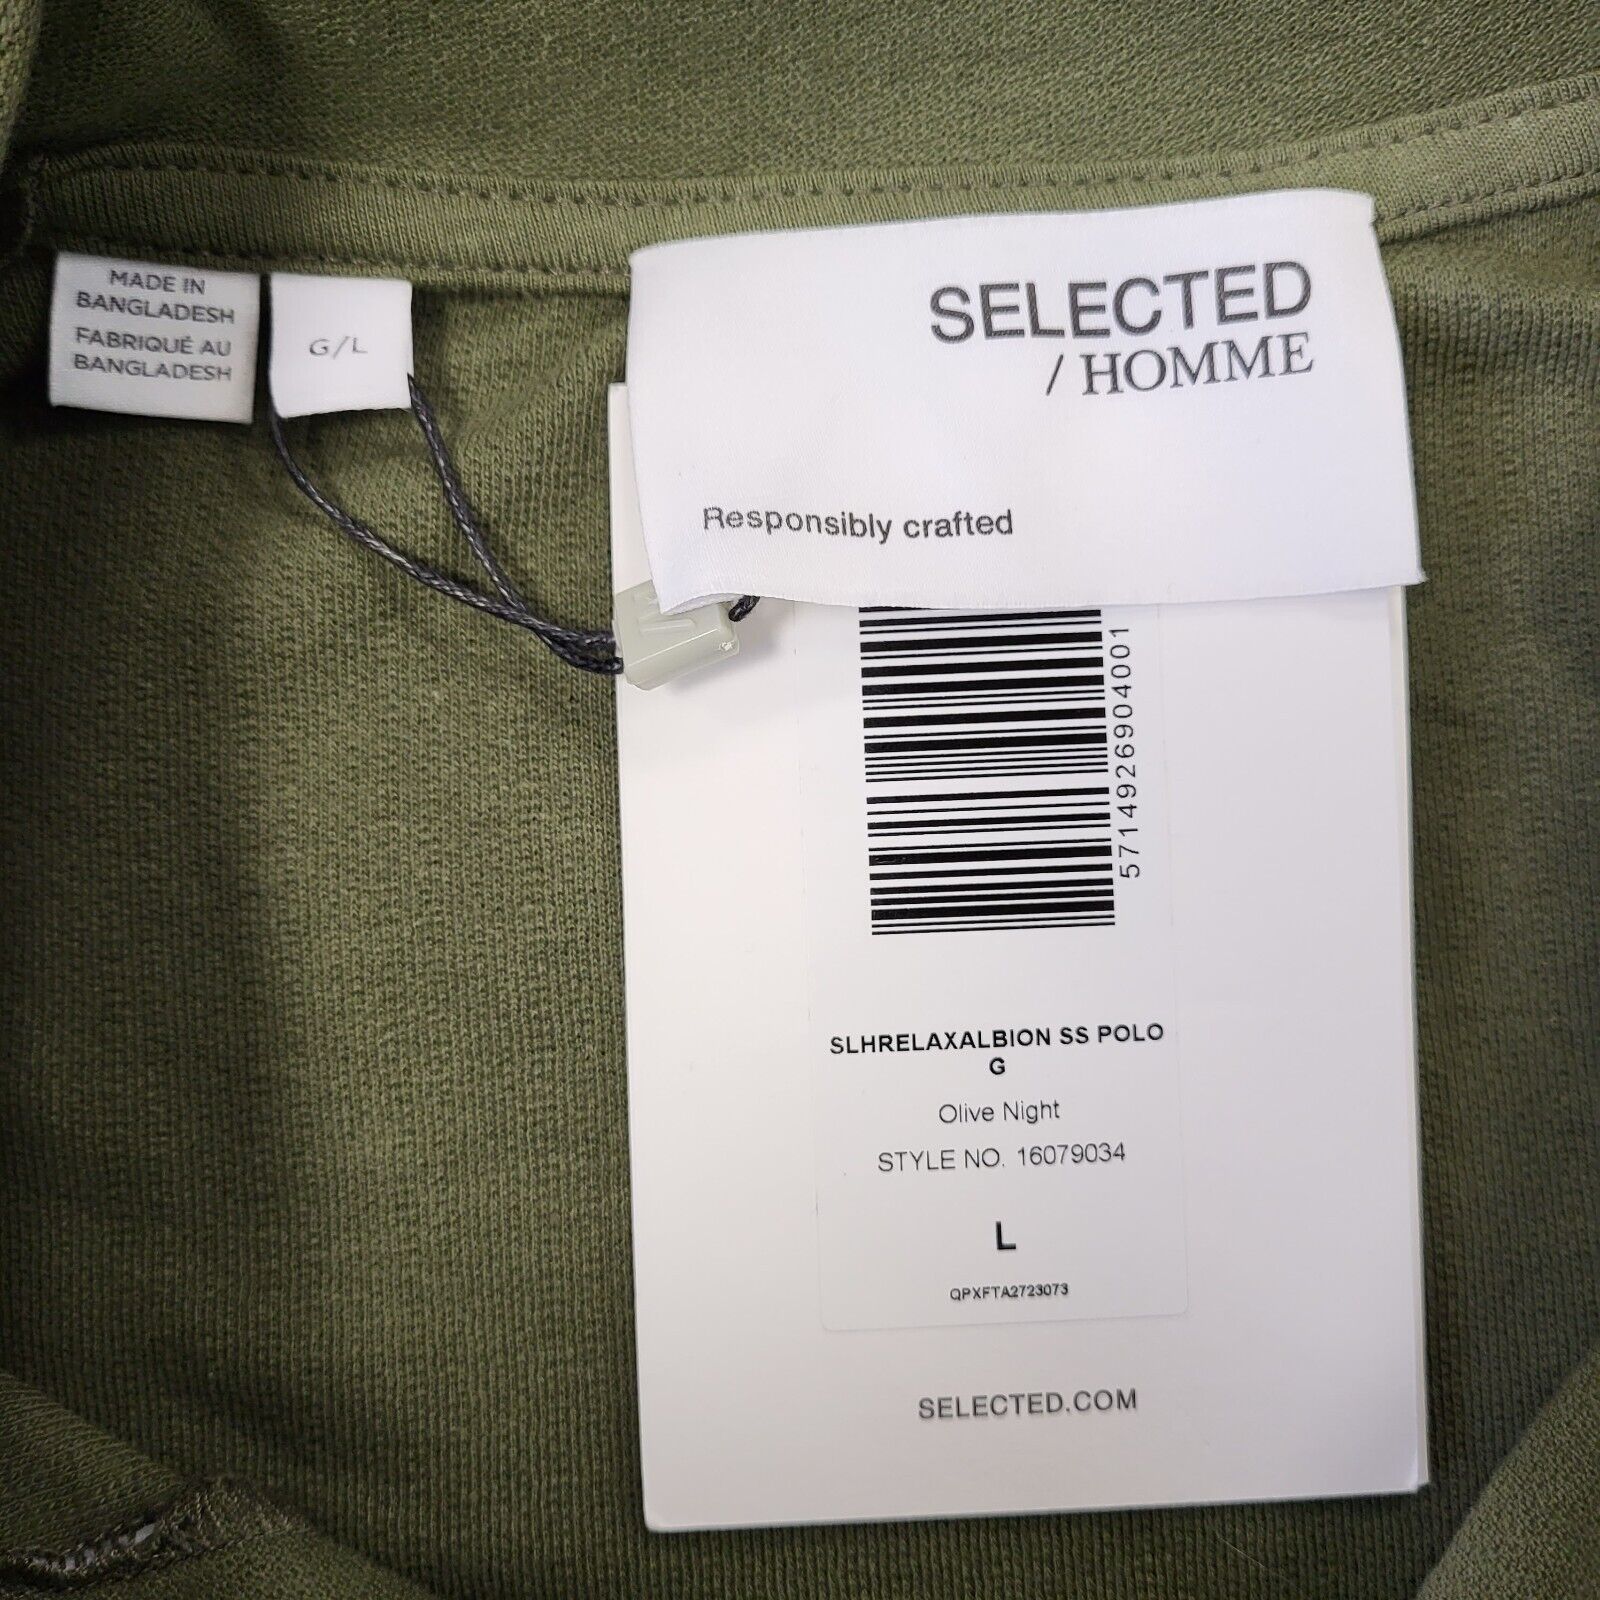 MADE IN
BANGLADESH
FABRIQUÉ AU
BANGLADESH
G/L
SELECTED
/ HOMME
Responsibly crafted
5714926904001
SLHRELAXALBION SS POLO
G
Olive Night
STYLE NO. 16079034
L
QPXFTA2723073
SELECTED.COM